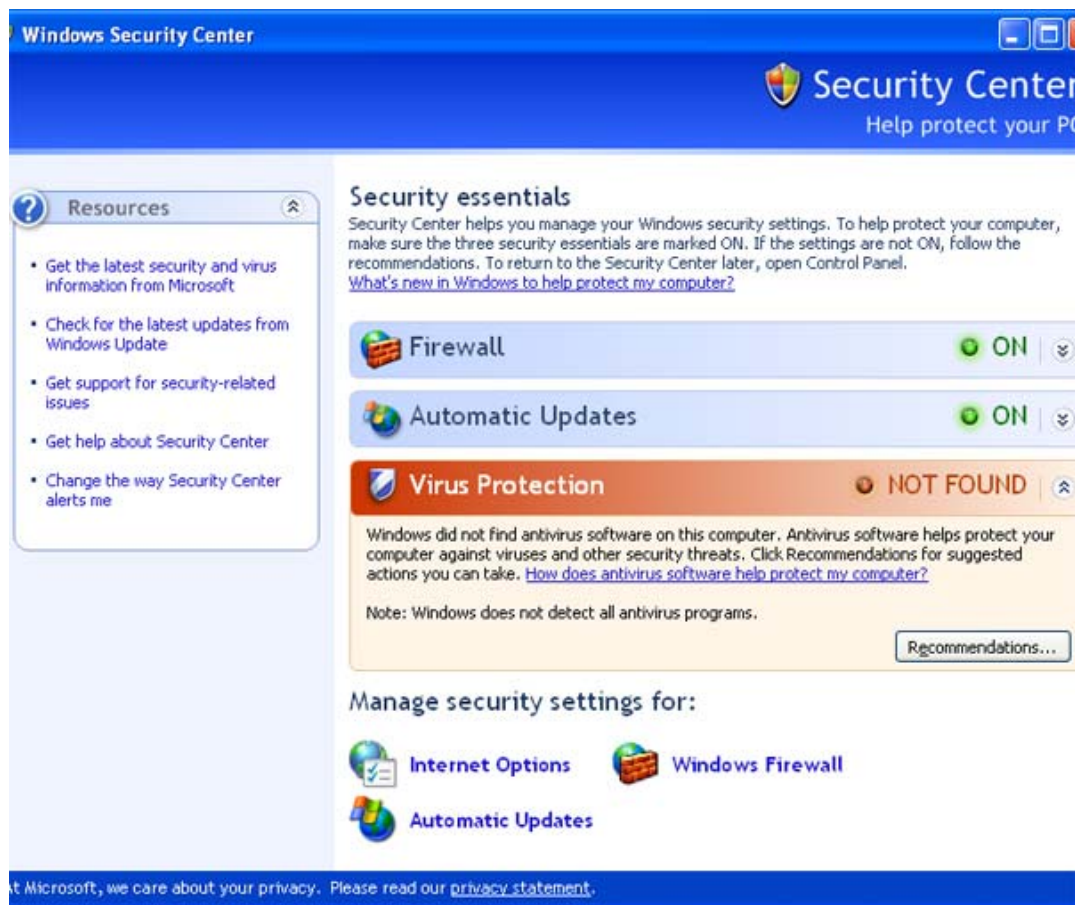 Windows Security Center
Security Center
Help protect your PC
Resources
Get the latest security and virus
information from Microsoft
Check for the latest updates from
Windows Update
Get support for security-related
issues
Get help about Security Center
Change the way Security Center
alerts me
Security essentials
Security Center helps you manage your Windows security settings. To help protect your computer,
make sure the three security essentials are marked ON. If the settings are not ON, follow the
recommendations. To return to the Security Center later, open Control Panel.
What's new in Windows to help protect my computer?
Firewall ON
Automatic Updates ON
Virus Protection NOT FOUND
Windows did not find antivirus software on this computer. Antivirus software helps protect your
computer against viruses and other security threats. Click Recommendations for suggested
actions you can take. How does antivirus software help protect my computer?
Note: Windows does not detect all antivirus programs.
Recommendations...
Manage security settings for:
Internet Options Windows Firewall
Automatic Updates
At Microsoft, we care about your privacy. Please read our privacy statement.